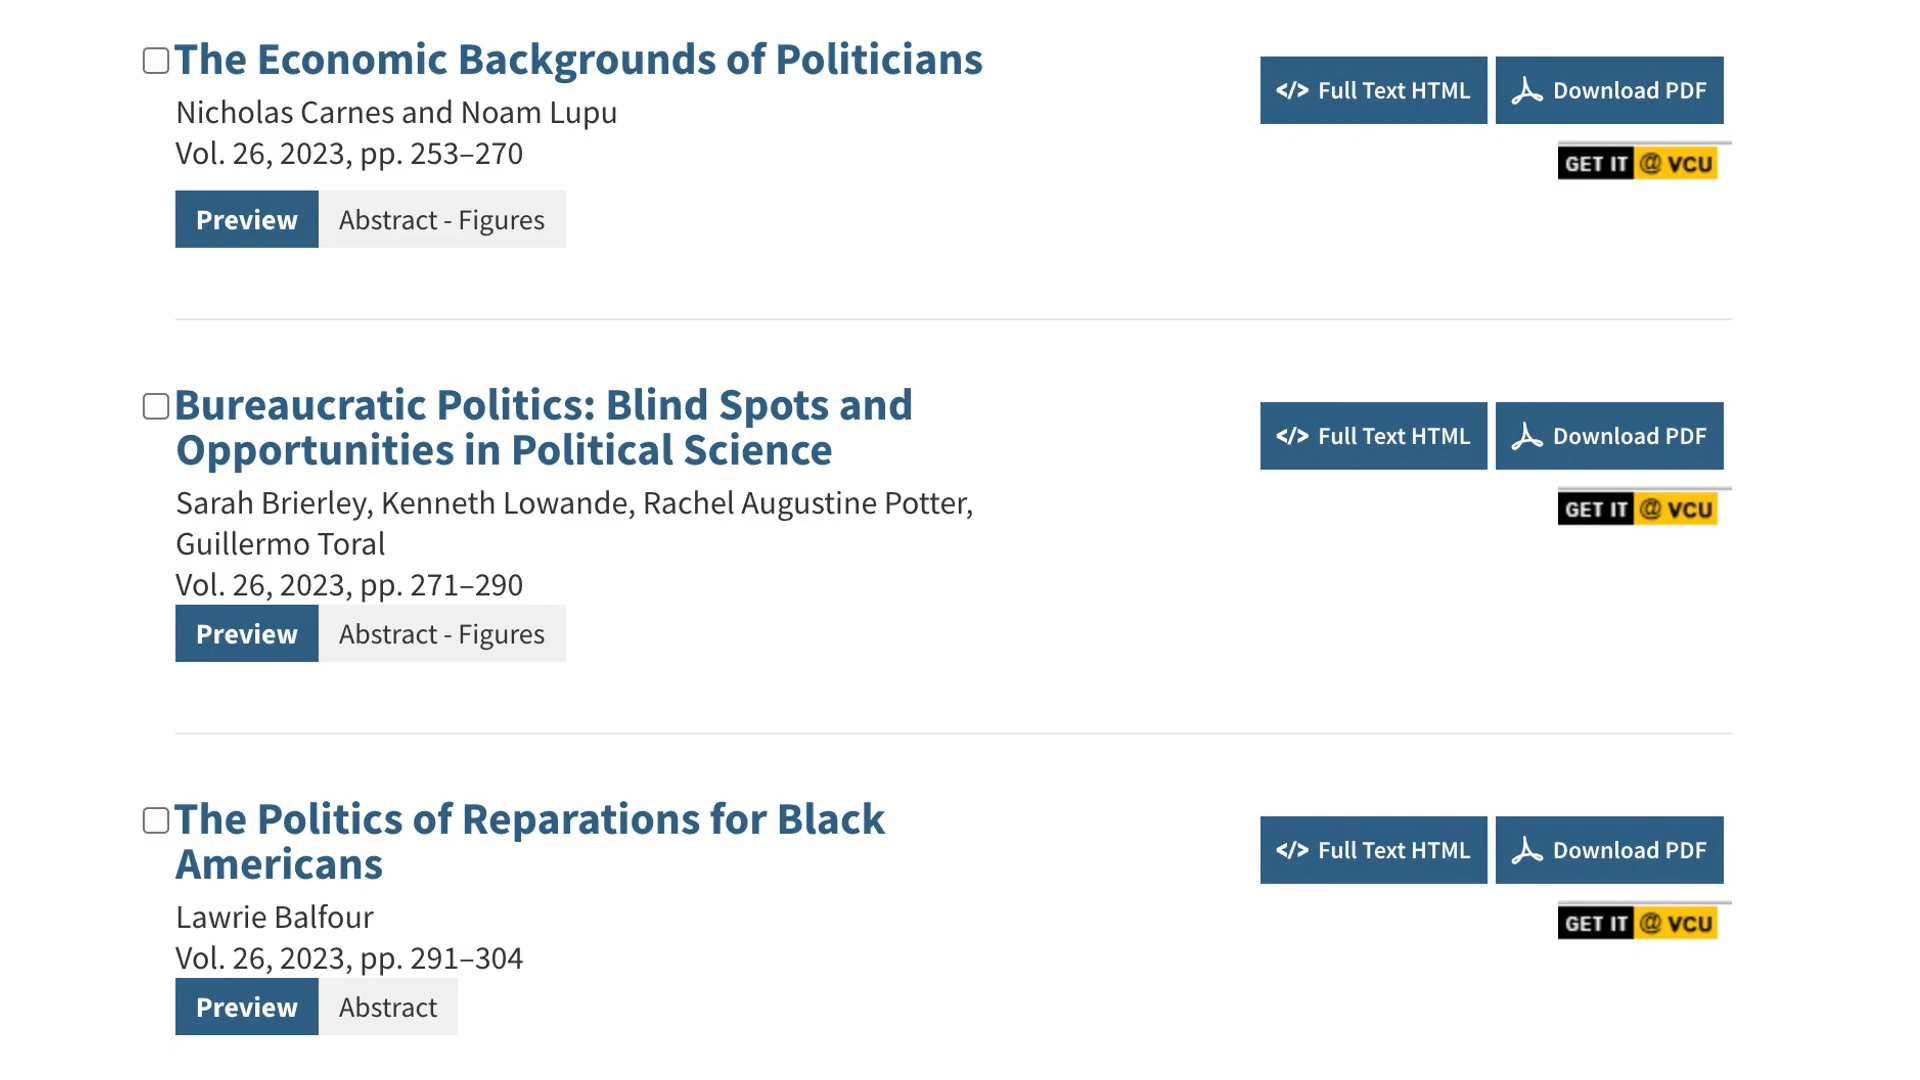 The Economic Backgrounds of Politicians
Nicholas Carnes and Noam Lupu
Vol. 26, 2023, pp. 253–270
Preview Abstract - Figures
</> Full Text HTML Download PDF
GET IT @ VCU
Bureaucratic Politics: Blind Spots and
Opportunities in Political Science
Sarah Brierley, Kenneth Lowande, Rachel Augustine Potter,
Guillermo Toral
Vol. 26, 2023, pp. 271–290
Preview Abstract - Figures
</> Full Text HTML Download PDF
GET IT @ VCU
The Politics of Reparations for Black
Americans
Lawrie Balfour
Vol. 26, 2023, pp. 291–304
Preview Abstract
</> Full Text HTML Download PDF
GET IT @ VCU